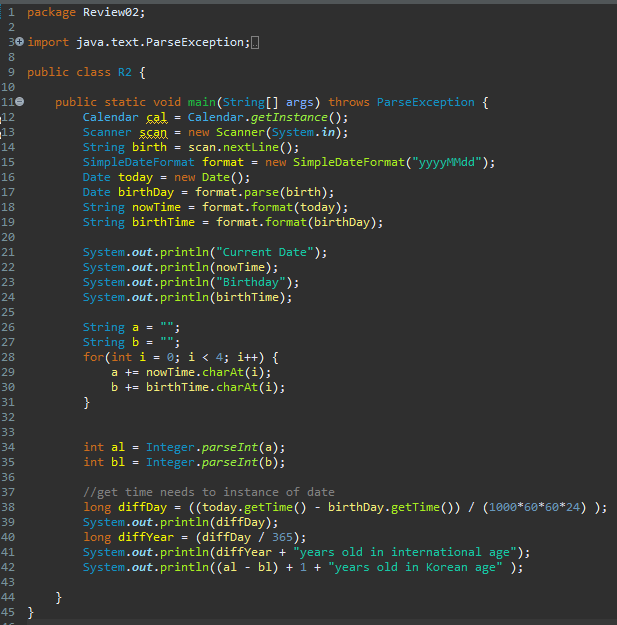 1 package Review02;
2
3 import java.text.ParseException;
8
9 public class R2 {
10
11 public static void main(String[] args) throws ParseException {
12 Calendar cal = Calendar.getInstance();
13 Scanner scan = new Scanner(System.in);
14 String birth = scan.nextLine();
15 SimpleDateFormat format = new SimpleDateFormat("yyyyMMdd");
16 Date today = new Date();
17 Date birthDay = format.parse(birth);
18 String nowTime = format.format(today);
19 String birthTime = format.format(birthDay);
20
21 System.out.println("Current Date");
22 System.out.println(nowTime);
23 System.out.println("Birthday");
24 System.out.println(birthTime);
25
26 String a = "";
27 String b = "";
28 for(int i = 0; i < 4; i++) {
29 a += nowTime.charAt(i);
30 b += birthTime.charAt(i);
31 }
32
33
34 int al = Integer.parseInt(a);
35 int bl = Integer.parseInt(b);
36
37 //get time needs to instance of date
38 long diffDay = ((today.getTime() - birthDay.getTime()) / (1000*60*60*24) );
39 System.out.println(diffDay);
40 long diffYear = (diffDay / 365);
41 System.out.println(diffYear + "years old in international age");
42 System.out.println((al - bl) + 1 + "years old in Korean age" );
43
44 }
45 }